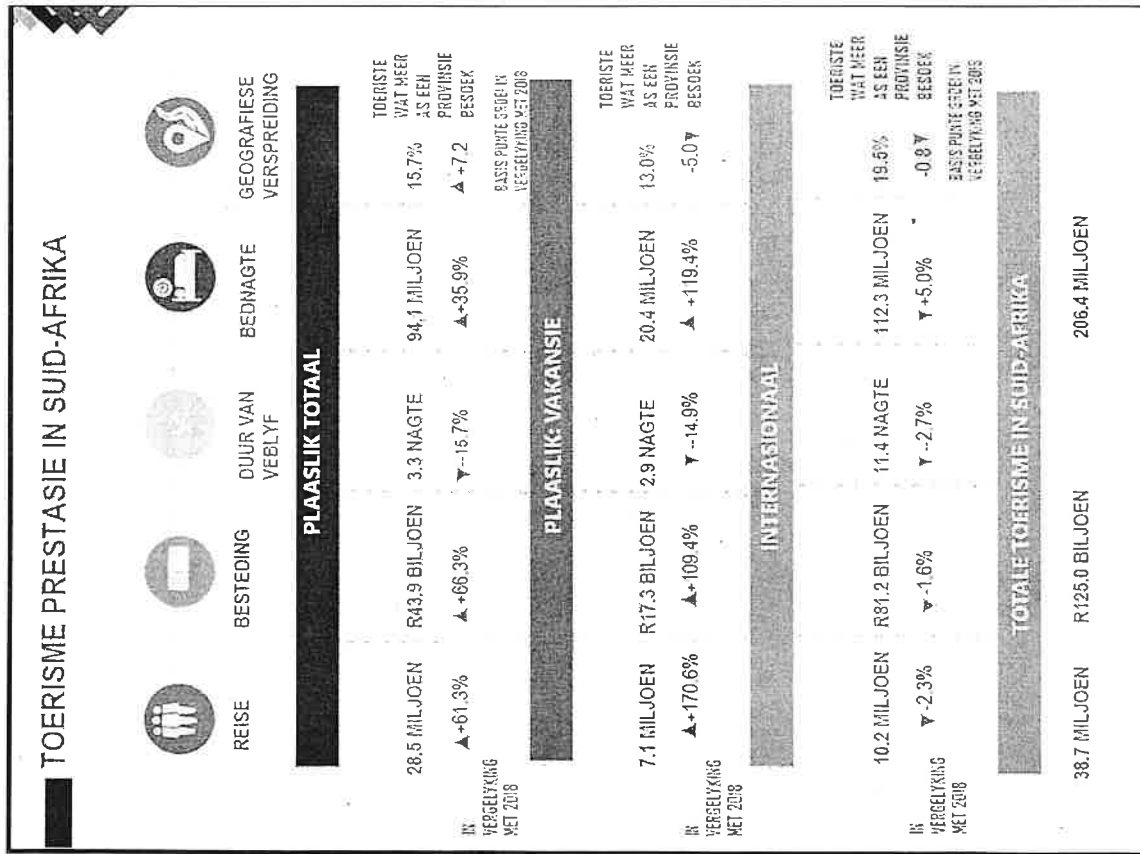 TOERISME PRESTASIE IN SUID-AFRIKA
REISE
BESTEDING
DUUR VAN
VEBLYF
BEDNAGTE
GEOGRAFIESE
VERSPREIDING
PLAASLIK TOTAAL
28.5 MILJOEN
R43.9 BILJOEN
3.3 NAGTE
94,1 MILJOEN
15.7%
TOERISTE
WAT MEER
AS EEN
PROVINSIE
BESOEK
IN
VERGELYKING
MET 2018
▲+61.3%
▲+66.3%
▼--15.7%
▲+35.9%
▲ +7.2
BASIS PUNTE GROEI IN
VERGELYKING MET 2018
PLAASLIK: VAKANSIE
7.1 MILJOEN
R17.3 BILJOEN
2.9 NAGTE
20.4 MILJOEN
13.0%
TOERISTE
WAT MEER
AS EEN
PROVINSIE
BESOEK
IN
VERGELYKING
MET 2018
▲+170.6%
▲+109.4%
▼ --14.9%
▲ +119.4%
-5.0▼
INTERNASIONAAL
10.2 MILJOEN
R81.2 BILJOEN
11.4 NAGTE
112.3 MILJOEN
19.5%
TOERISTE
WAT MEER
AS EEN
PROVINSIE
BESOEK
IN
VERGELYKING
MET 2018
▼ -2.3%
▼ -1.6%
▼ --2.7%
▼ +5.0%
-0.8▼
BASIS PUNTE GROEI IN
VERGELYKING MET 2018
TOTALE TOERISME IN SUID-AFRIKA
38.7 MILJOEN
R125.0 BILJOEN
206.4 MILJOEN